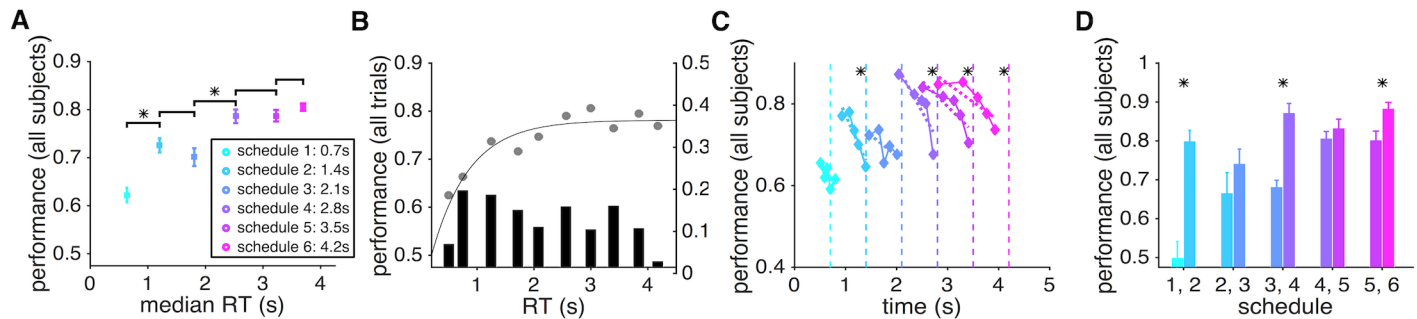 A
performance (all subjects)
0.9
0.8
0.7
0.6
0.5
*
*
schedule 1: 0.7s
schedule 2: 1.4s
schedule 3: 2.1s
schedule 4: 2.8s
schedule 5: 3.5s
schedule 6: 4.2s
0 1 2 3 4
median RT (s)
B
performance (all trials)
0.9
0.8
0.7
0.6
0.5
0.5
0.4
0.3
0.2
0.1
0
1 2 3 4
RT (s)
C
performance (all subjects)
0.8
0.6
0.4
* * * *
0 1 2 3 4 5
time (s)
D
performance (all subjects)
1
0.9
0.8
0.7
0.6
0.5
* * *
1, 2 2, 3 3, 4 4, 5 5, 6
schedule